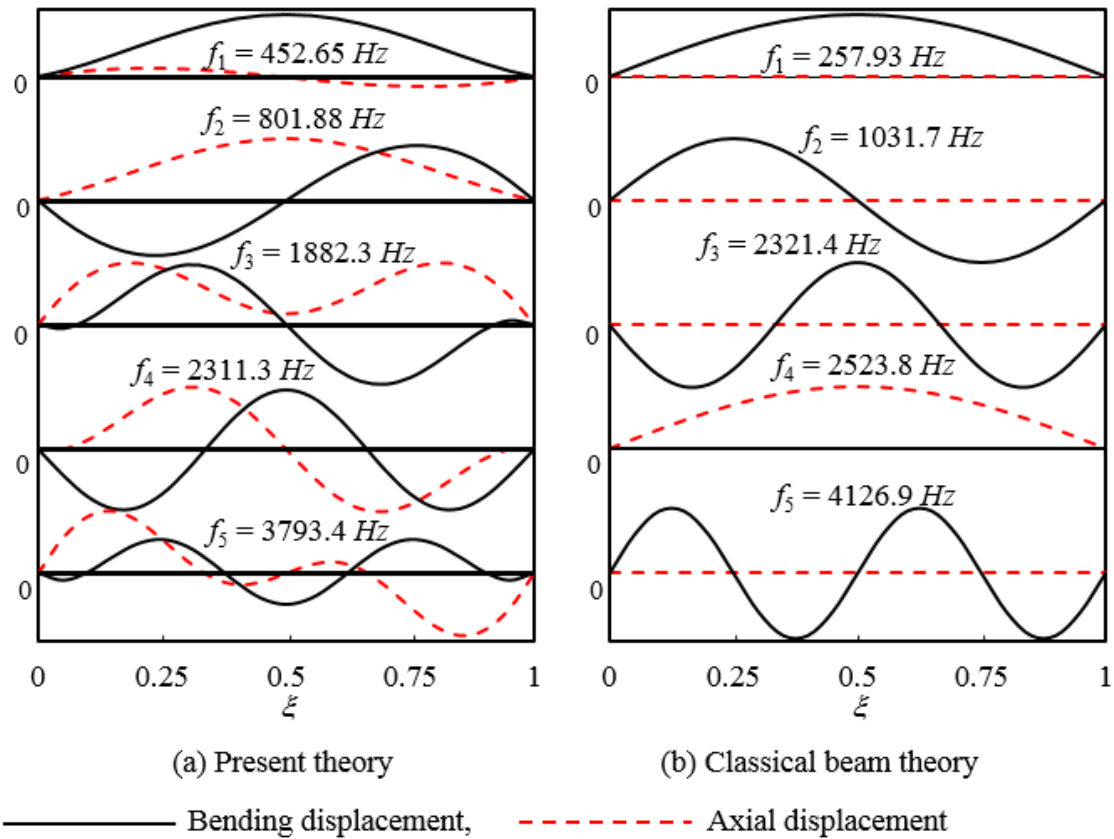 f1 = 452.65 Hz
0
f2 = 801.88 Hz
0
f3 = 1882.3 Hz
0
f4 = 2311.3 Hz
0
f5 = 3793.4 Hz
0
0 0.25 0.5 0.75 1
ξ
(a) Present theory
f1 = 257.93 Hz
0
f2 = 1031.7 Hz
0
f3 = 2321.4 Hz
0
f4 = 2523.8 Hz
0
f5 = 4126.9 Hz
0
0 0.25 0.5 0.75 1
ξ
(b) Classical beam theory
Bending displacement, Axial displacement